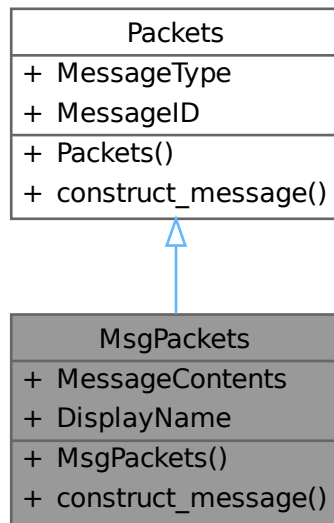 Packets
+ MessageType
+ MessageID
+ Packets()
+ construct_message()
MsgPackets
+ MessageContents
+ DisplayName
+ MsgPackets()
+ construct_message()